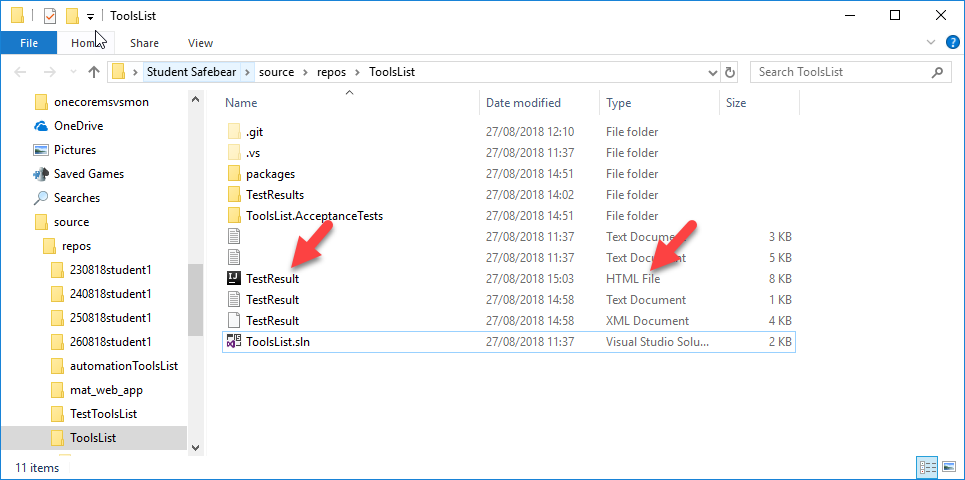 ToolsList
File Home Share View
Student Safebear source repos ToolsList Search ToolsList
onecoremsvsmon
OneDrive
Pictures
Saved Games
Searches
source
repos
230818student1
240818student1
250818student1
260818student1
automationToolsList
mat_web_app
TestToolsList
ToolsList
Name Date modified Type Size
.git 27/08/2018 12:10 File folder
.vs 27/08/2018 11:37 File folder
packages 27/08/2018 14:51 File folder
TestResults 27/08/2018 14:02 File folder
ToolsList.AcceptanceTests 27/08/2018 14:51 File folder
27/08/2018 11:37 Text Document 3 KB
27/08/2018 11:37 Text Document 5 KB
TestResult 27/08/2018 15:03 HTML File 8 KB
TestResult 27/08/2018 14:58 Text Document 1 KB
TestResult 27/08/2018 14:58 XML Document 4 KB
ToolsList.sln 27/08/2018 11:37 Visual Studio Solu... 2 KB
11 items